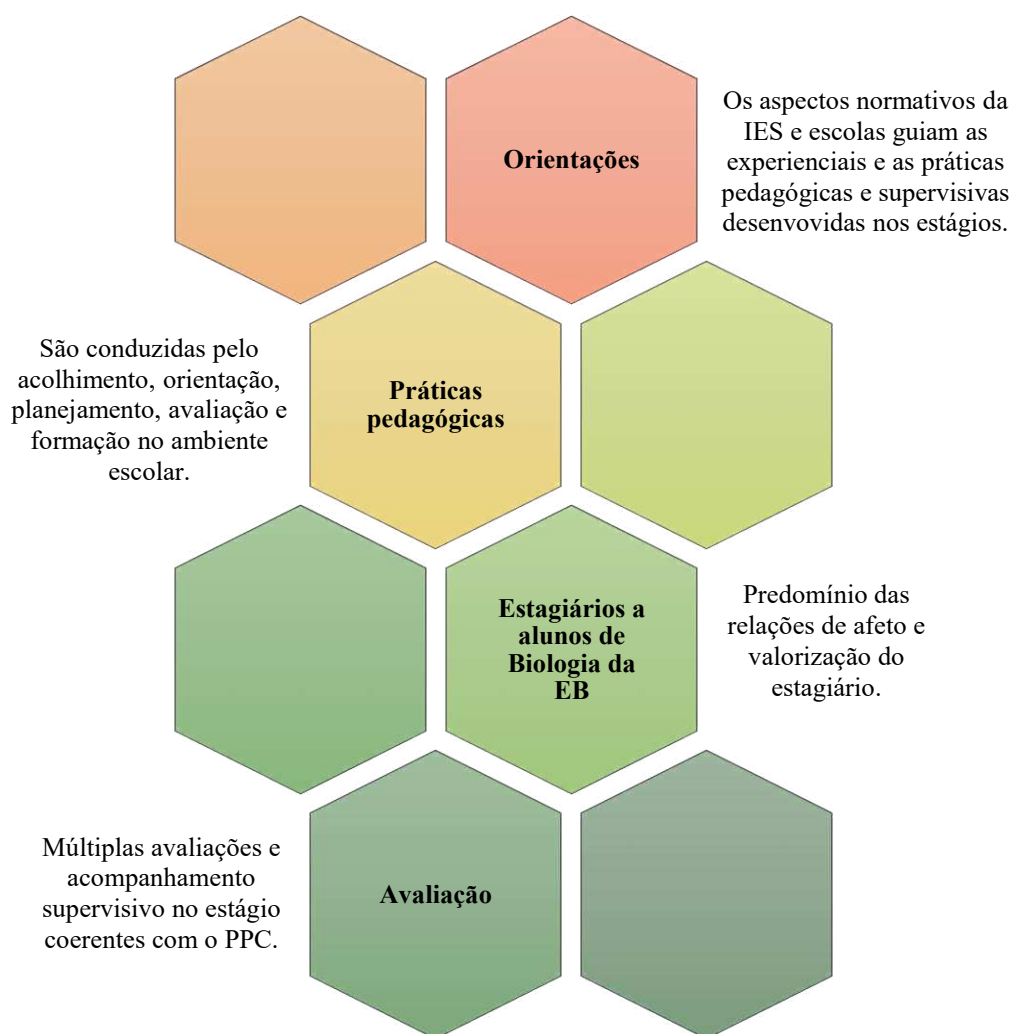 Orientações
Os aspectos normativos da
IES e escolas guiam as
experienciais e as práticas
pedagógicas e supervisivas
desenvovidas nos estágios.
São conduzidas pelo
acolhimento, orientação,
planejamento, avaliação e
formação no ambiente
escolar.
Práticas
pedagógicas
Estagiários a
alunos de
Biologia da
EB
Predomínio das
relações de afeto e
valorização do
estagiário.
Múltiplas avaliações e
acompanhamento
supervisivo no estágio
coerentes com o PPC.
Avaliação